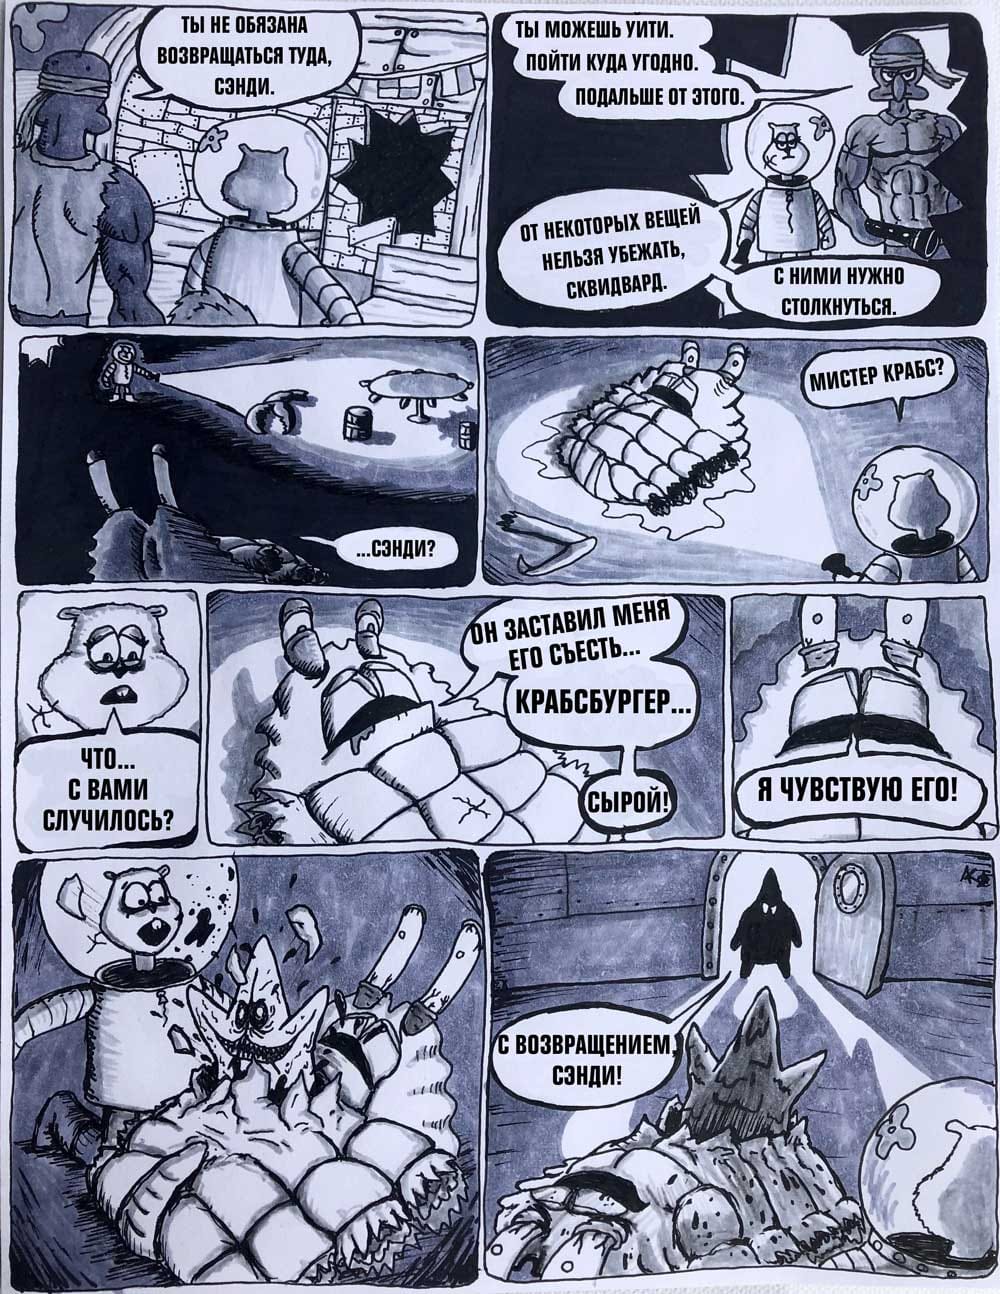 ТЫ НЕ ОБЯЗАНА
ВОЗВРАЩАТЬСЯ ТУДА,
СЭНДИ.
ТЫ МОЖЕШЬ УЙТИ.
ПОЙТИ КУДА УГОДНО.
ПОДАЛЬШЕ ОТ ЭТОГО.
ОТ НЕКОТОРЫХ ВЕЩЕЙ
НЕЛЬЗЯ УБЕЖАТЬ,
СКВИДВАРД.
С НИМИ НУЖНО
СТОЛКНУТЬСЯ.
...СЭНДИ?
МИСТЕР КРАБС?
ЧТО...
С ВАМИ
СЛУЧИЛОСЬ?
ОН ЗАСТАВИЛ МЕНЯ
ЕГО СЪЕСТЬ...
КРАБСБУРГЕР...
СЫРОЙ!
Я ЧУВСТВУЮ ЕГО!
С ВОЗВРАЩЕНИЕМ,
СЭНДИ!